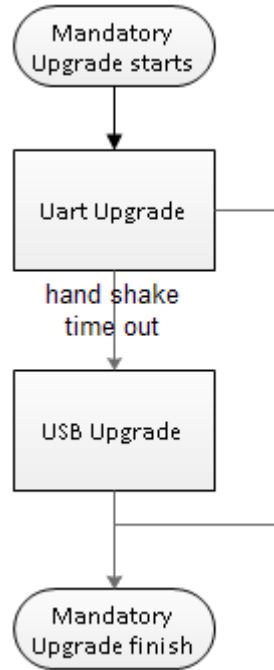 Mandatory
Upgrade starts
Uart Upgrade
hand shake
time out
USB Upgrade
Mandatory
Upgrade finish